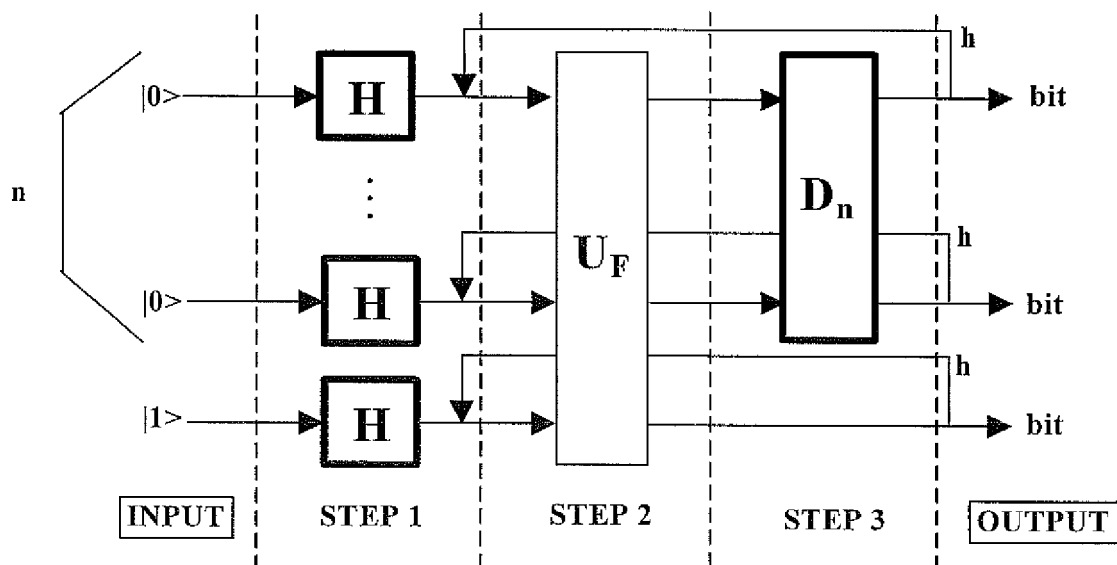 h
|0> H bit
n
⋮
D_n
U_F
h
|0> H bit
h
|1> H bit
INPUT STEP 1 STEP 2 STEP 3 OUTPUT